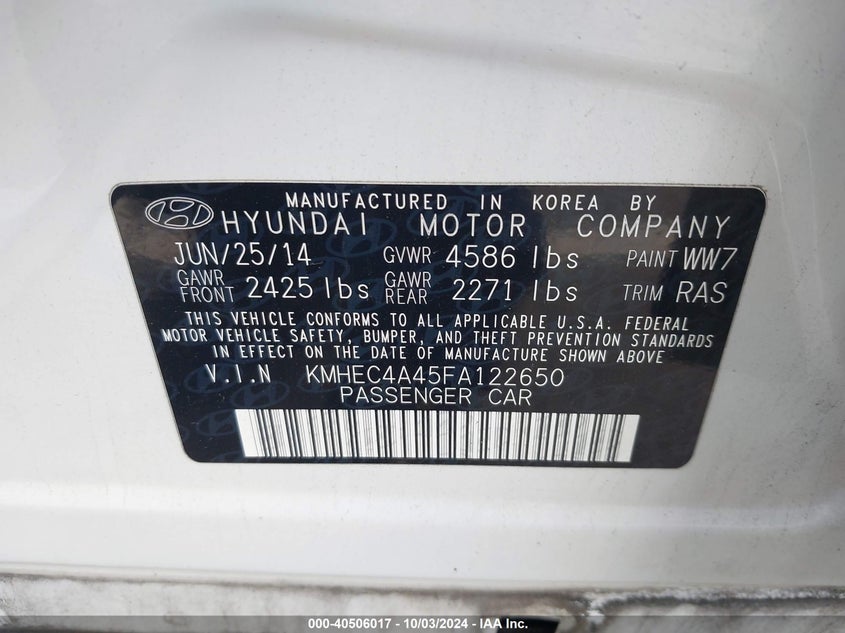 MANUFACTURED IN KOREA BY
HYUNDAI MOTOR COMPANY
JUN/25/14 GVWR 4586 lbs PAINT WW7
GAWR FRONT 2425 lbs GAWR REAR 2271 lbs TRIM RAS
THIS VEHICLE CONFORMS TO ALL APPLICABLE U.S.A. FEDERAL
MOTOR VEHICLE SAFETY, BUMPER, AND THEFT PREVENTION STANDARDS
IN EFFECT ON THE DATE OF MANUFACTURE SHOWN ABOVE
V.I.N KMHEC4A45FA122650
PASSENGER CAR
000-40506017 - 10/03/2024 - IAA Inc.